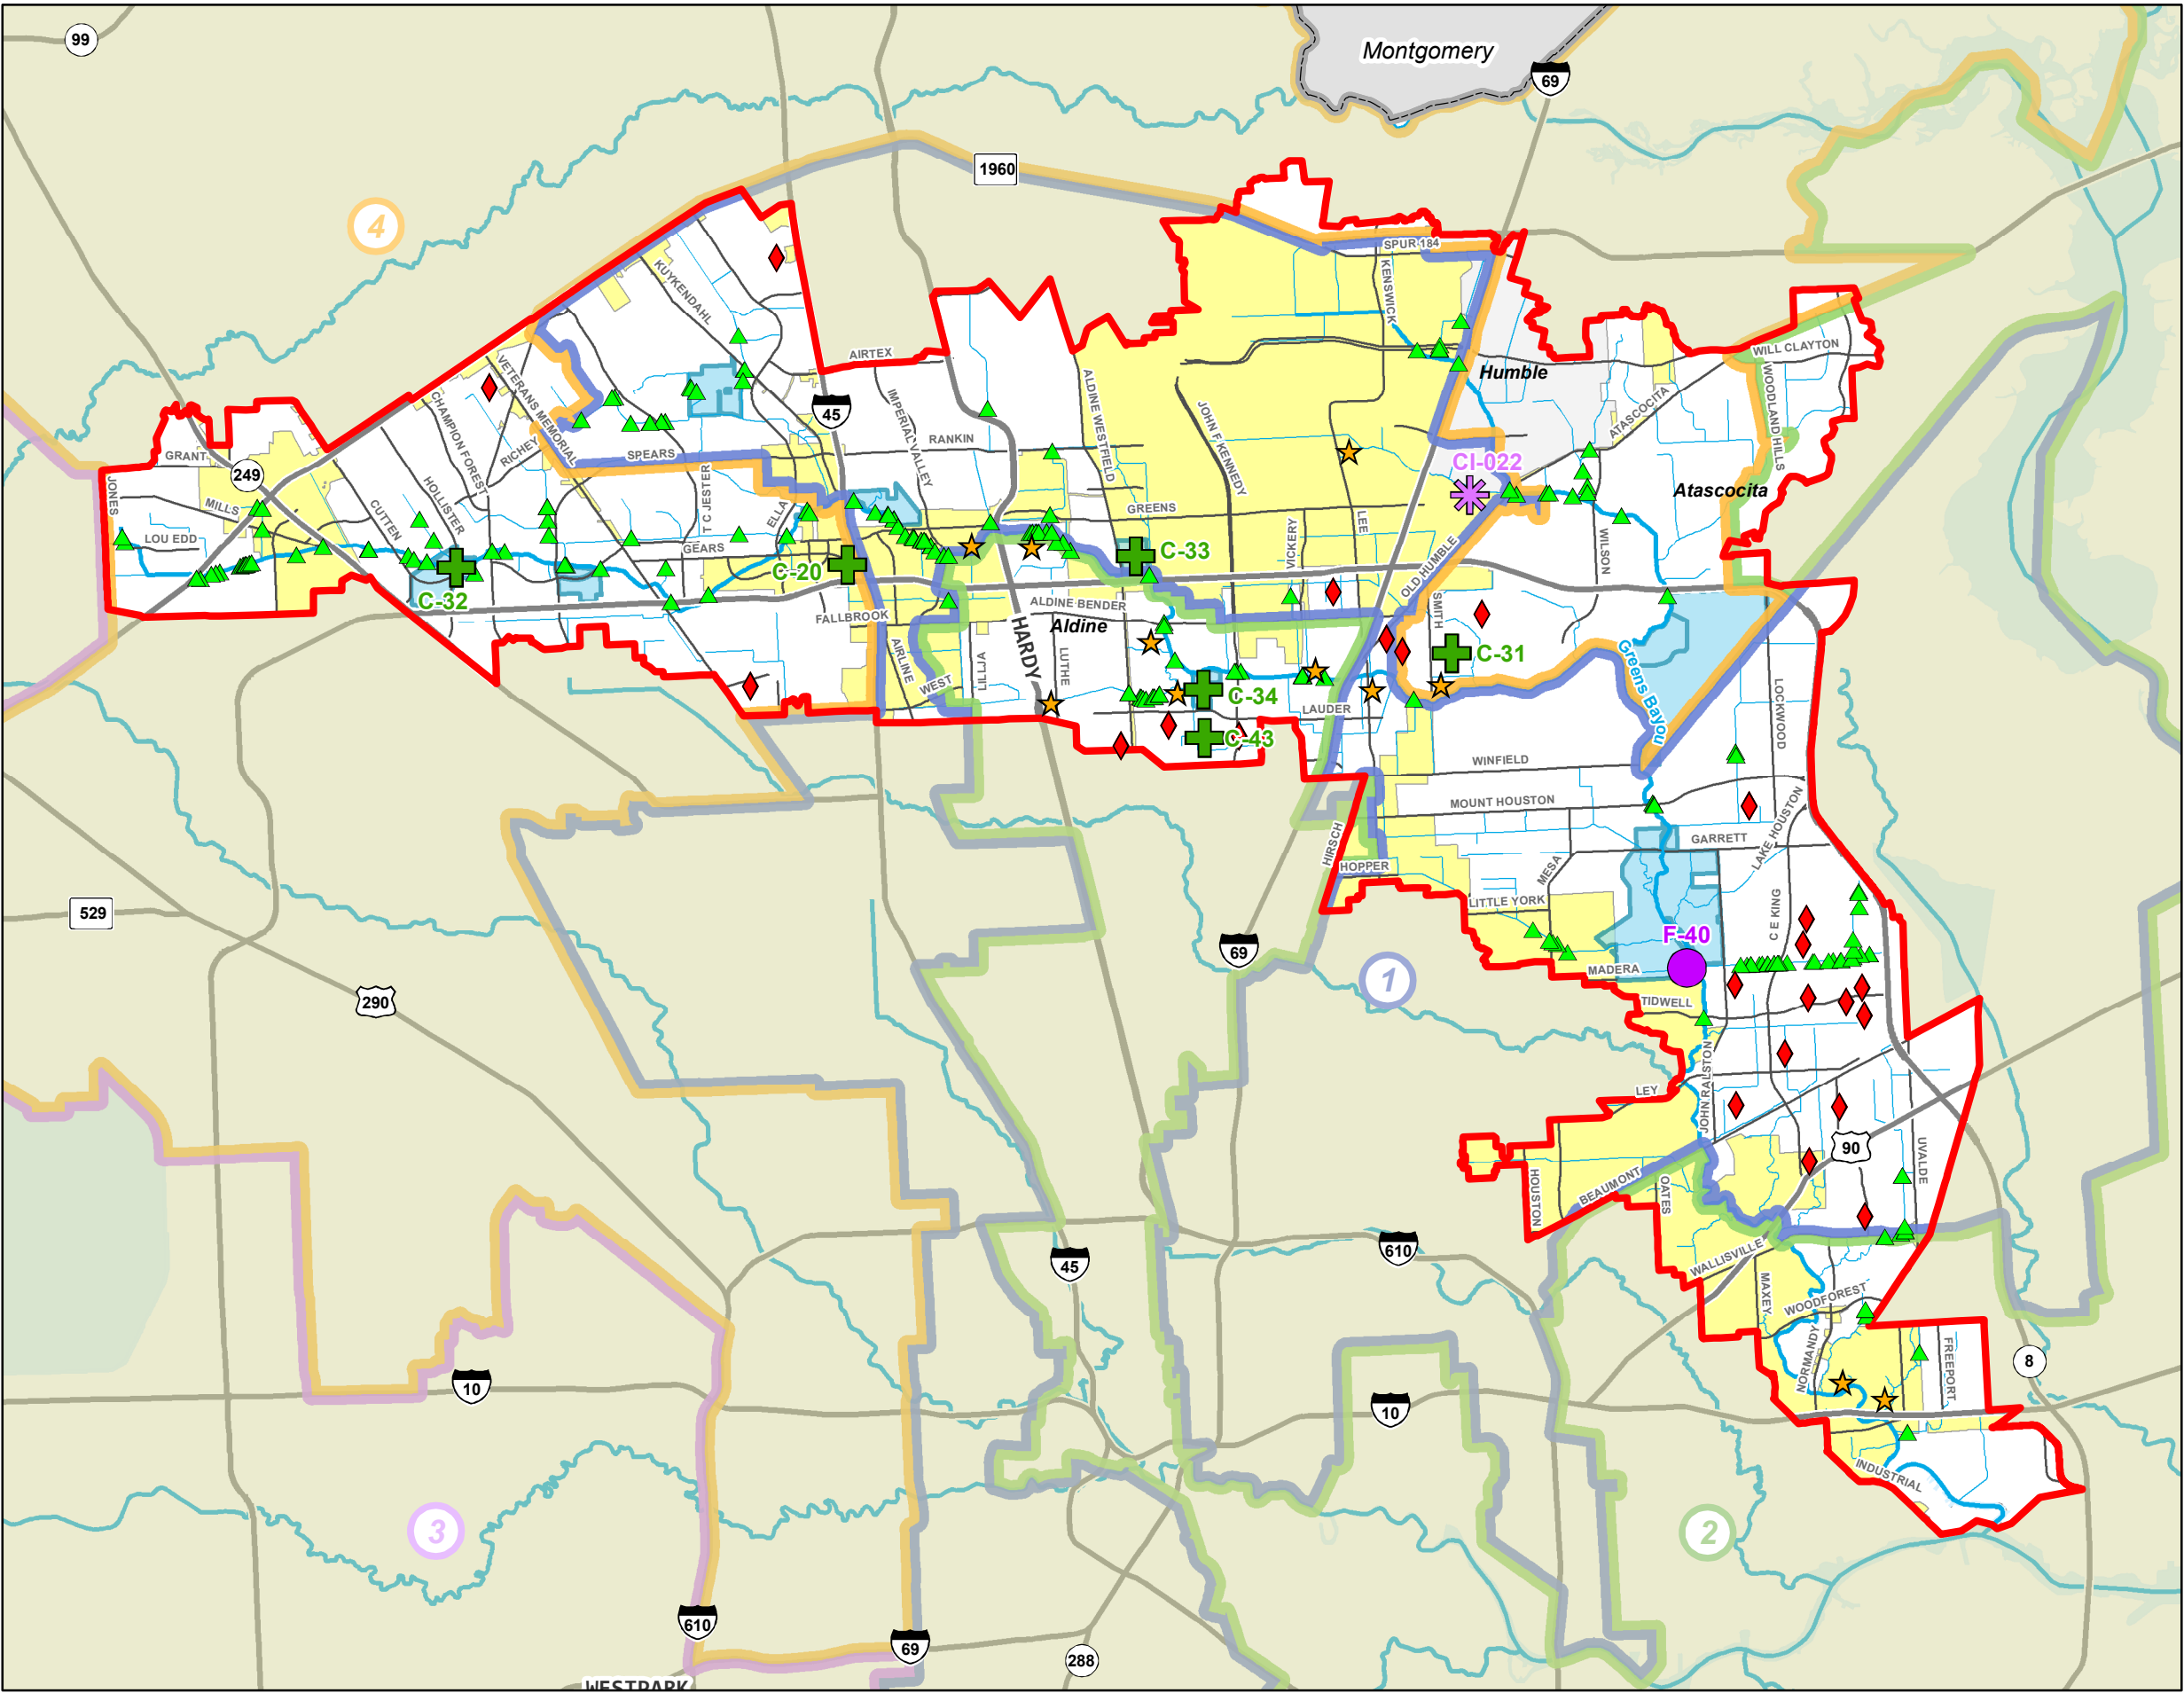 99
Montgomery
69
1960
4
SPUR 184
KENSWICK
KUYKENDAHL
AIRTEX
WILL CLAYTON
Humble
WOODLAND HILLS
VETERANS MEMORIAL
CHAMPION FOREST
ALDINE WESTFIELD
IMPERIAL VALLEY
JOHN F KENNEDY
ATASCOCITA
45
RANKIN
GRANT
RICHEY
SPEARS
249
CI-022
JONES
MILLS
CUTTEN
HOLLISTER
T C JESTER
ELLA
GREENS
VICKERY
LEE
Atascocita
LOU EDD
GEARS
C-33
C-20
WILSON
OLD HUMBLE
C-32
FALLBROOK
ALDINE BENDER
Aldine
SMITH
HARDY
AIRLINE
WEST
LILJA
LUTHE
C-31
Greens Bayou
C-34
LAUDER
C-43
LOCKWOOD
WINFIELD
MOUNT HOUSTON
HIRSCH
HOPPER
MESA
GARRETT
LAKE HOUSTON
LITTLE YORK
C E KING
529
F-40
69
1
MADERA
TIDWELL
290
JOHN RALSTON
LEY
90
UVALDE
HOUSTON
BEAUMONT
OATES
610
45
WALLISVILLE
MAXEY
WOODFOREST
NORMANDY
FREEPORT
8
10
10
INDUSTRIAL
3
2
610
69
288
WESTPARK